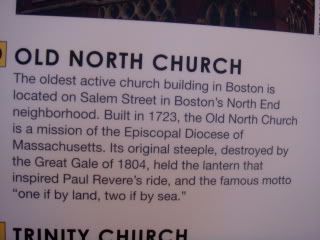 OLD NORTH CHURCH
The oldest active church building in Boston is
located on Salem Street in Boston's North End
neighborhood. Built in 1723, the Old North Church
is a mission of the Episcopal Diocese of
Massachusetts. Its original steeple, destroyed by
the Great Gale of 1804, held the lantern that
inspired Paul Revere's ride, and the famous motto
"one if by land, two if by sea."
TRINITY CHURCH